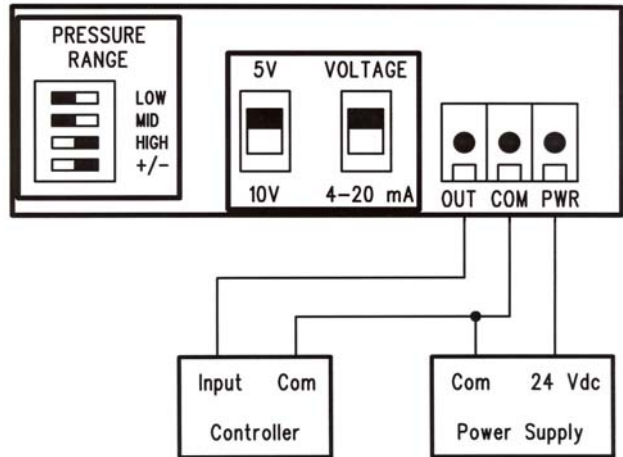 PRESSURE
RANGE
LOW
MID
HIGH
+/-
5V VOLTAGE
10V 4-20 mA
OUT COM PWR
Input Com
Controller
Com 24 Vdc
Power Supply